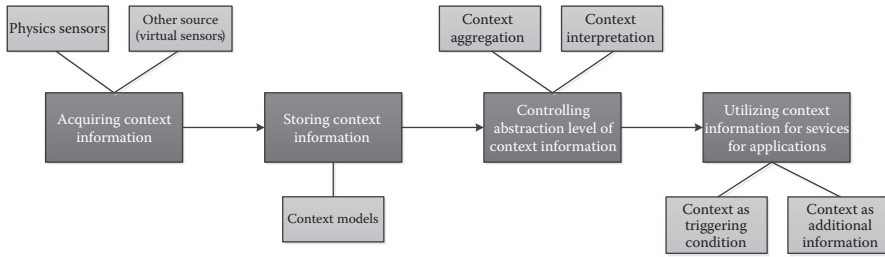 Physics sensors
Other source
(virtual sensors)
Context
aggregation
Context
interpretation
Acquiring context
information
Storing context
information
Controlling
abstraction level of
context information
Utilizing context
information for sevices
for applications
Context models
Context as
triggering
condition
Context as
additional
information